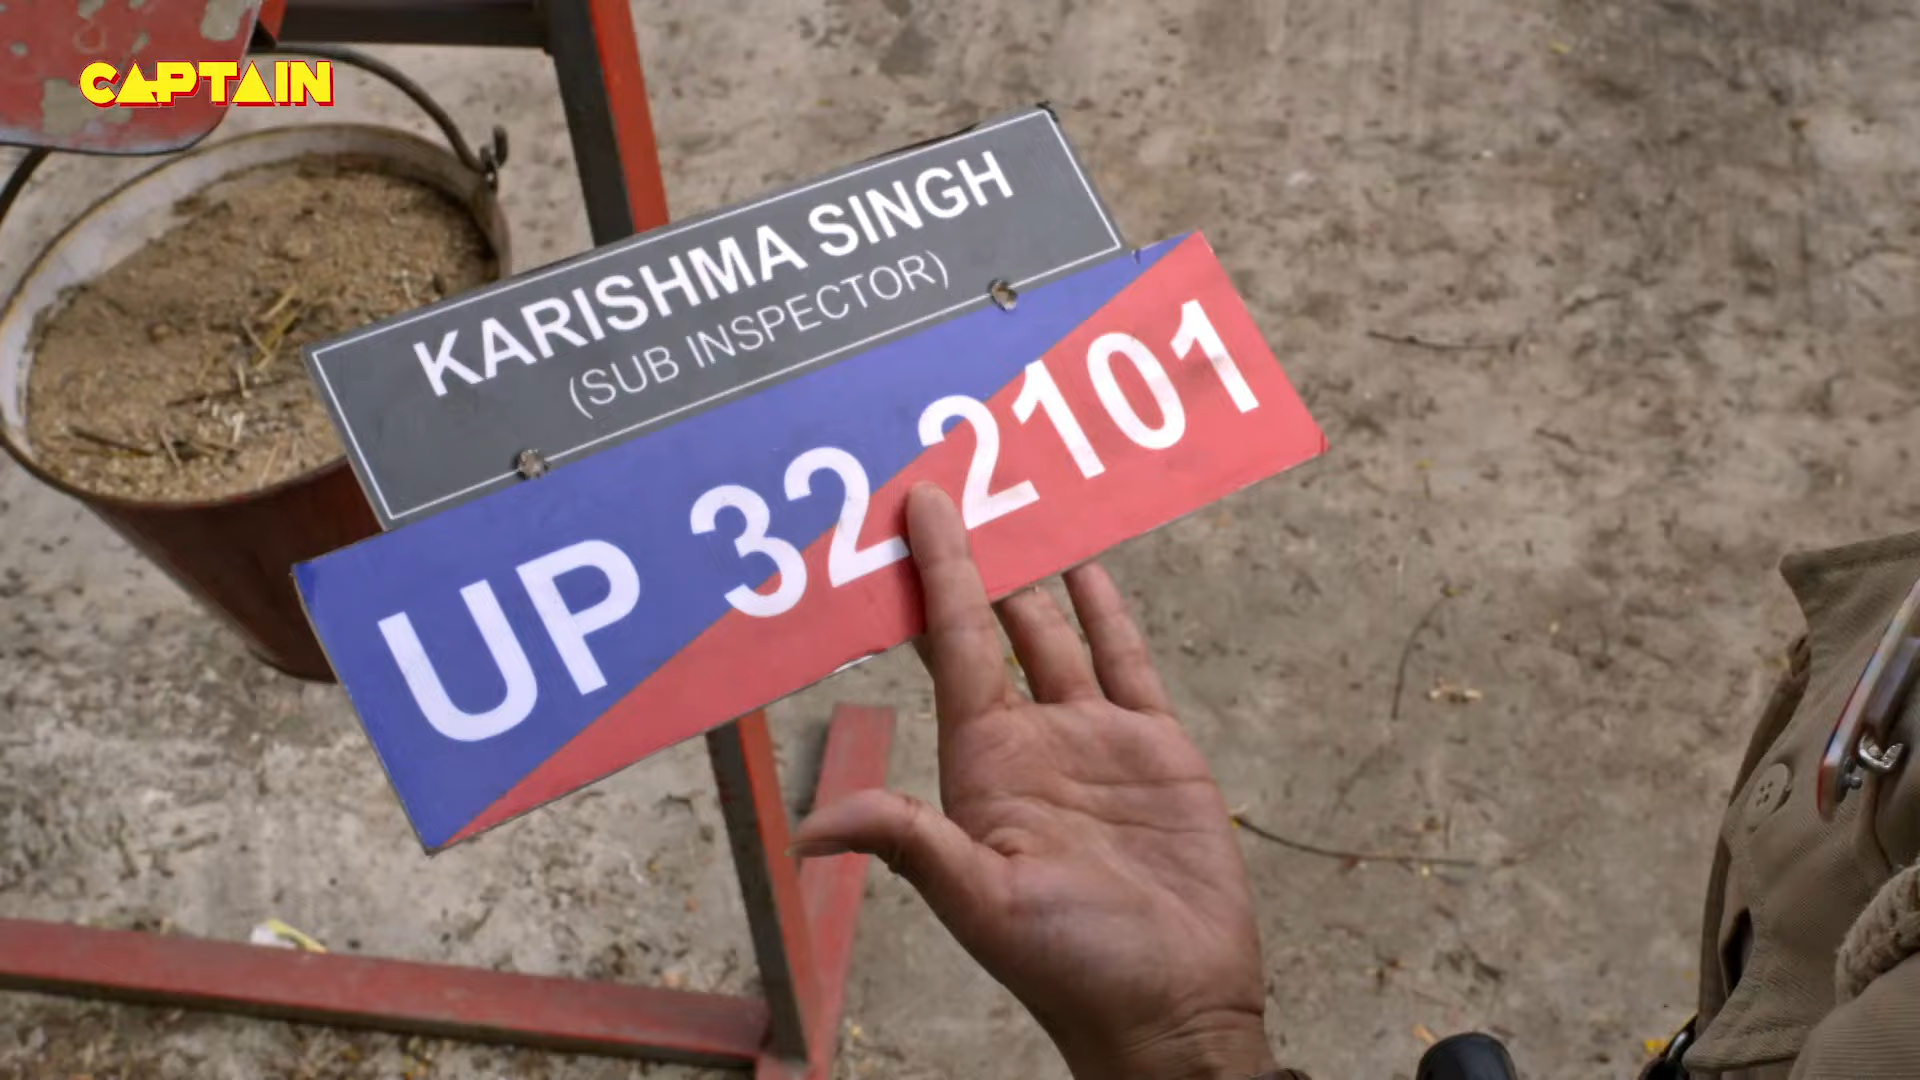 CAPTAIN
KARISHMA SINGH
(SUB INSPECTOR)
UP 32 2101